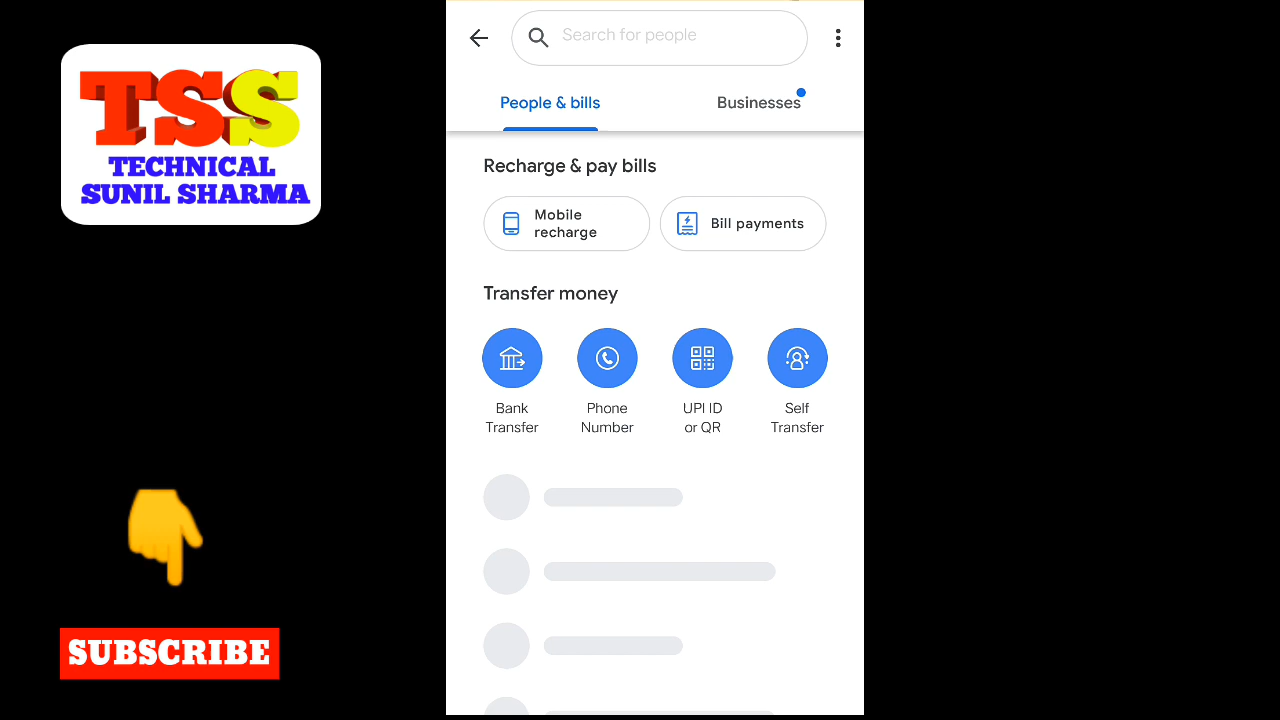 TSS
TECHNICAL
SUNIL SHARMA
SUBSCRIBE
Search for people
People & bills
Businesses
Recharge & pay bills
Mobile
recharge
Bill payments
Transfer money
Bank
Transfer
Phone
Number
UPI ID
or QR
Self
Transfer